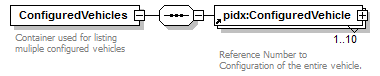 ConfiguredVehicles
pidx:ConfiguredVehicle
1..10
Container used for listing
muliple configured vehicles
Reference Number to
Configuration of the entire vehicle.